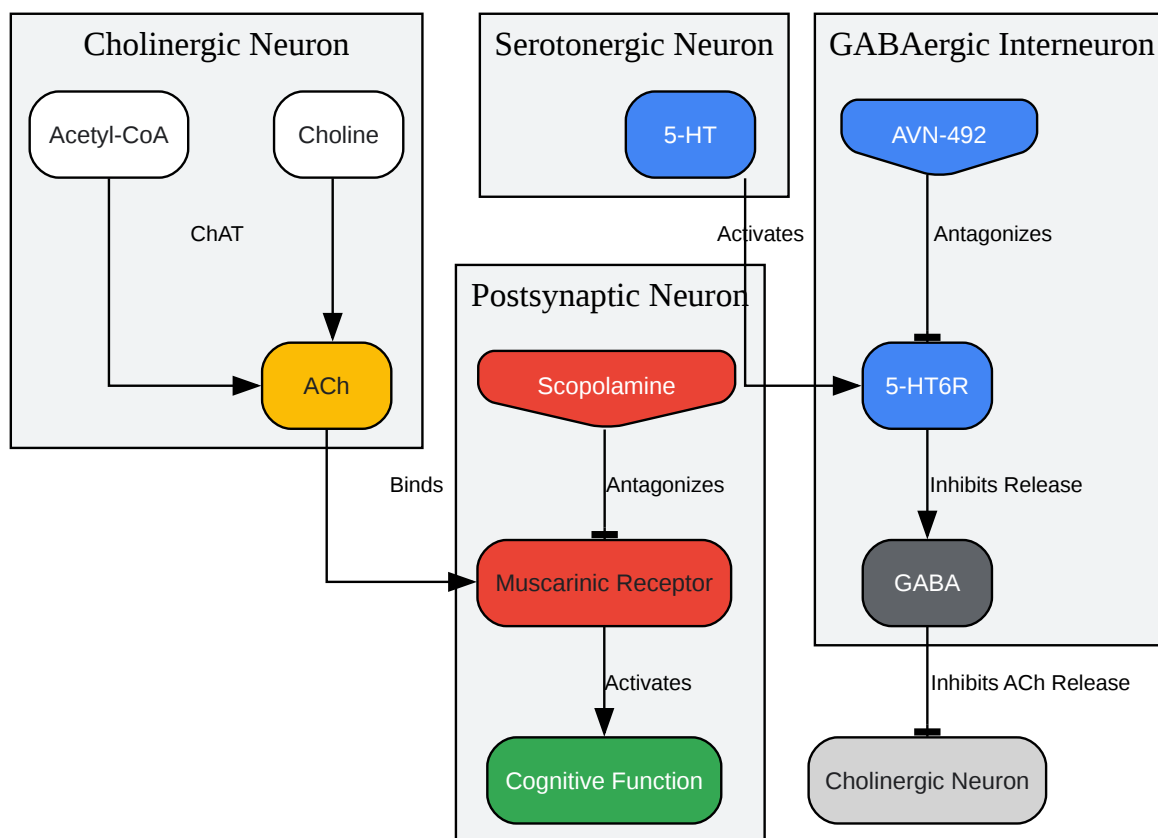 Cholinergic Neuron
Serotonergic Neuron
GABAergic Interneuron
Acetyl-CoA
Choline
5-HT
AVN-492
ChAT
Activates
Antagonizes
Postsynaptic Neuron
ACh
Scopolamine
5-HT6R
Binds
Antagonizes
Inhibits Release
Muscarinic Receptor
GABA
Activates
Inhibits ACh Release
Cognitive Function
Cholinergic Neuron